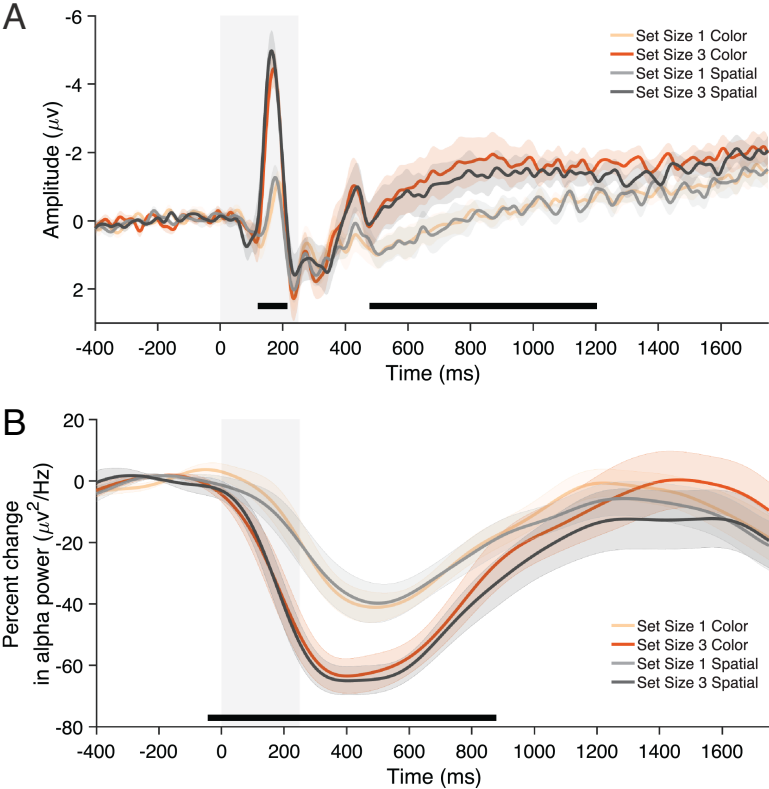 A
-6
-4
-2
0
2
Amplitude (μv)
Set Size 1 Color
Set Size 3 Color
Set Size 1 Spatial
Set Size 3 Spatial
-400 -200 0 200 400 600 800 1000 1200 1400 1600
Time (ms)
B
20
0
-20
-40
-60
-80
Percent change
in alpha power (μV²/Hz)
Set Size 1 Color
Set Size 3 Color
Set Size 1 Spatial
Set Size 3 Spatial
-400 -200 0 200 400 600 800 1000 1200 1400 1600
Time (ms)